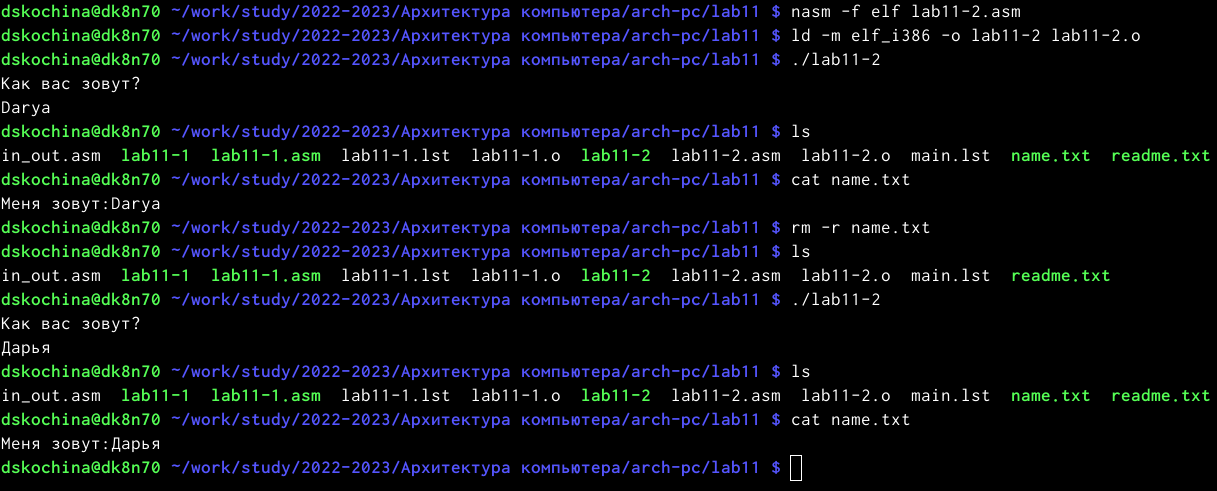 dskochina@dk8n70 ~/work/study/2022-2023/Архитектура компьютера/arch-pc/lab11 $ nasm -f elf lab11-2.asm
dskochina@dk8n70 ~/work/study/2022-2023/Архитектура компьютера/arch-pc/lab11 $ ld -m elf_i386 -o lab11-2 lab11-2.o
dskochina@dk8n70 ~/work/study/2022-2023/Архитектура компьютера/arch-pc/lab11 $ ./lab11-2
Как вас зовут?
Darya
dskochina@dk8n70 ~/work/study/2022-2023/Архитектура компьютера/arch-pc/lab11 $ ls
in_out.asm  lab11-1  lab11-1.asm  lab11-1.lst  lab11-1.o  lab11-2  lab11-2.asm  lab11-2.o  main.lst  name.txt  readme.txt
dskochina@dk8n70 ~/work/study/2022-2023/Архитектура компьютера/arch-pc/lab11 $ cat name.txt
Меня зовут:Darya
dskochina@dk8n70 ~/work/study/2022-2023/Архитектура компьютера/arch-pc/lab11 $ rm -r name.txt
dskochina@dk8n70 ~/work/study/2022-2023/Архитектура компьютера/arch-pc/lab11 $ ls
in_out.asm  lab11-1  lab11-1.asm  lab11-1.lst  lab11-1.o  lab11-2  lab11-2.asm  lab11-2.o  main.lst  readme.txt
dskochina@dk8n70 ~/work/study/2022-2023/Архитектура компьютера/arch-pc/lab11 $ ./lab11-2
Как вас зовут?
Дарья
dskochina@dk8n70 ~/work/study/2022-2023/Архитектура компьютера/arch-pc/lab11 $ ls
in_out.asm  lab11-1  lab11-1.asm  lab11-1.lst  lab11-1.o  lab11-2  lab11-2.asm  lab11-2.o  main.lst  name.txt  readme.txt
dskochina@dk8n70 ~/work/study/2022-2023/Архитектура компьютера/arch-pc/lab11 $ cat name.txt
Меня зовут:Дарья
dskochina@dk8n70 ~/work/study/2022-2023/Архитектура компьютера/arch-pc/lab11 $